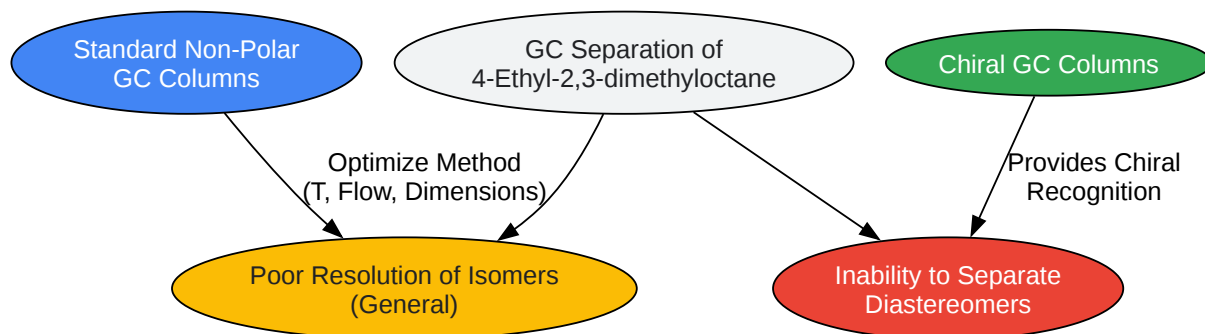 Standard Non-Polar
GC Columns
GC Separation of
4-Ethyl-2,3-dimethyloctane
Chiral GC Columns
Optimize Method
(T, Flow, Dimensions)
Provides Chiral
Recognition
Poor Resolution of Isomers
(General)
Inability to Separate
Diastereomers